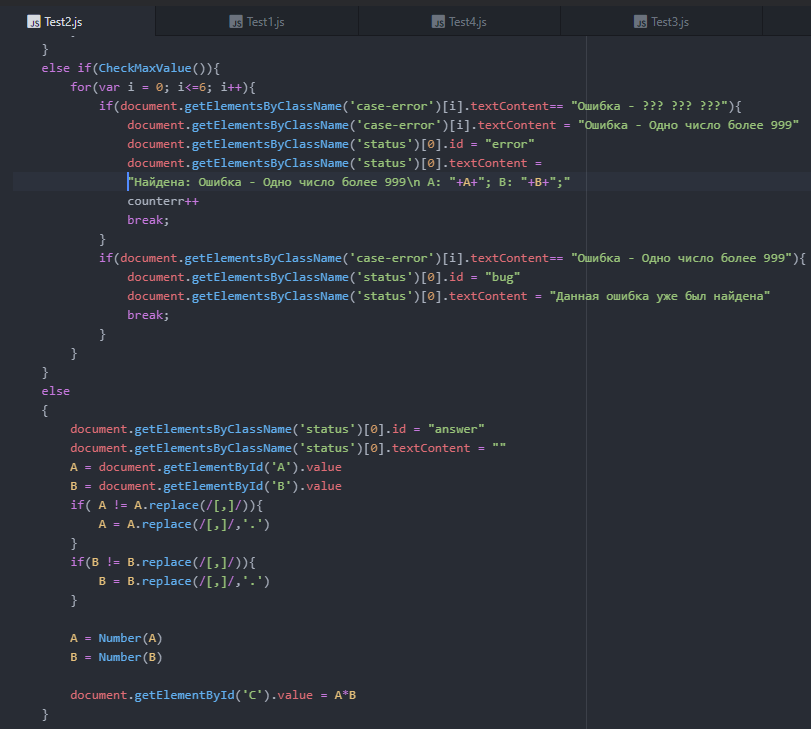 JS Test2.js JS Test1.js JS Test4.js JS Test3.js
}
else if(CheckMaxValue()){
for(var i = 0; i<=6; i++){
if(document.getElementsByClassName('case-error')[i].textContent== "Ошибка - ??? ??? ???"){
document.getElementsByClassName('case-error')[i].textContent = "Ошибка - Одно число более 999"
document.getElementsByClassName('status')[0].id = "error"
document.getElementsByClassName('status')[0].textContent =
"Найдена: Ошибка - Одно число более 999\n A: "+A+"; B: "+B+";"
counterr++
break;
}
if(document.getElementsByClassName('case-error')[i].textContent== "Ошибка - Одно число более 999"){
document.getElementsByClassName('status')[0].id = "bug"
document.getElementsByClassName('status')[0].textContent = "Данная ошибка уже был найдена"
break;
}
}
}
else
{
document.getElementsByClassName('status')[0].id = "answer"
document.getElementsByClassName('status')[0].textContent = ""
A = document.getElementById('A').value
B = document.getElementById('B').value
if( A != A.replace(/[,]/)){
A = A.replace(/[,]/,'.')
}
if(B != B.replace(/[,]/)){
B = B.replace(/[,]/,'.')
}
A = Number(A)
B = Number(B)
document.getElementById('C').value = A*B
}